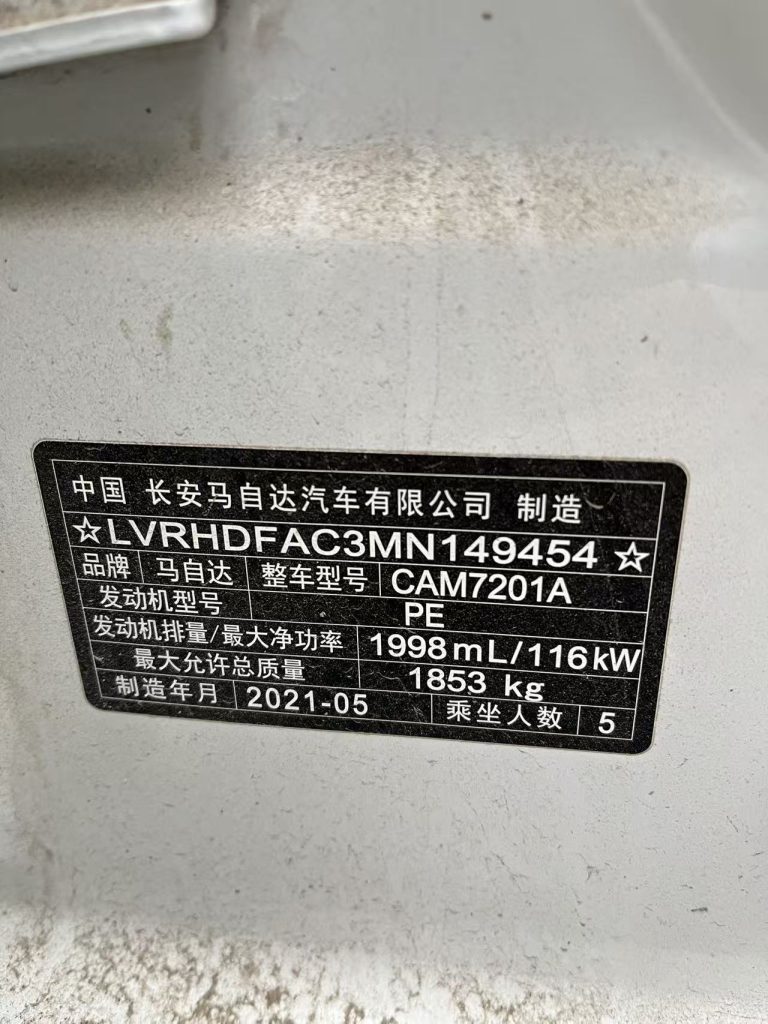 中国 长安马自达汽车有限公司 制造
☆LVRHDFAC3MN149454☆
品牌 马自达 整车型号 CAM7201A
发动机型号 PE
发动机排量/最大净功率 1998mL/116kW
最大允许总质量 1853 kg
制造年月 2021-05 乘坐人数 5